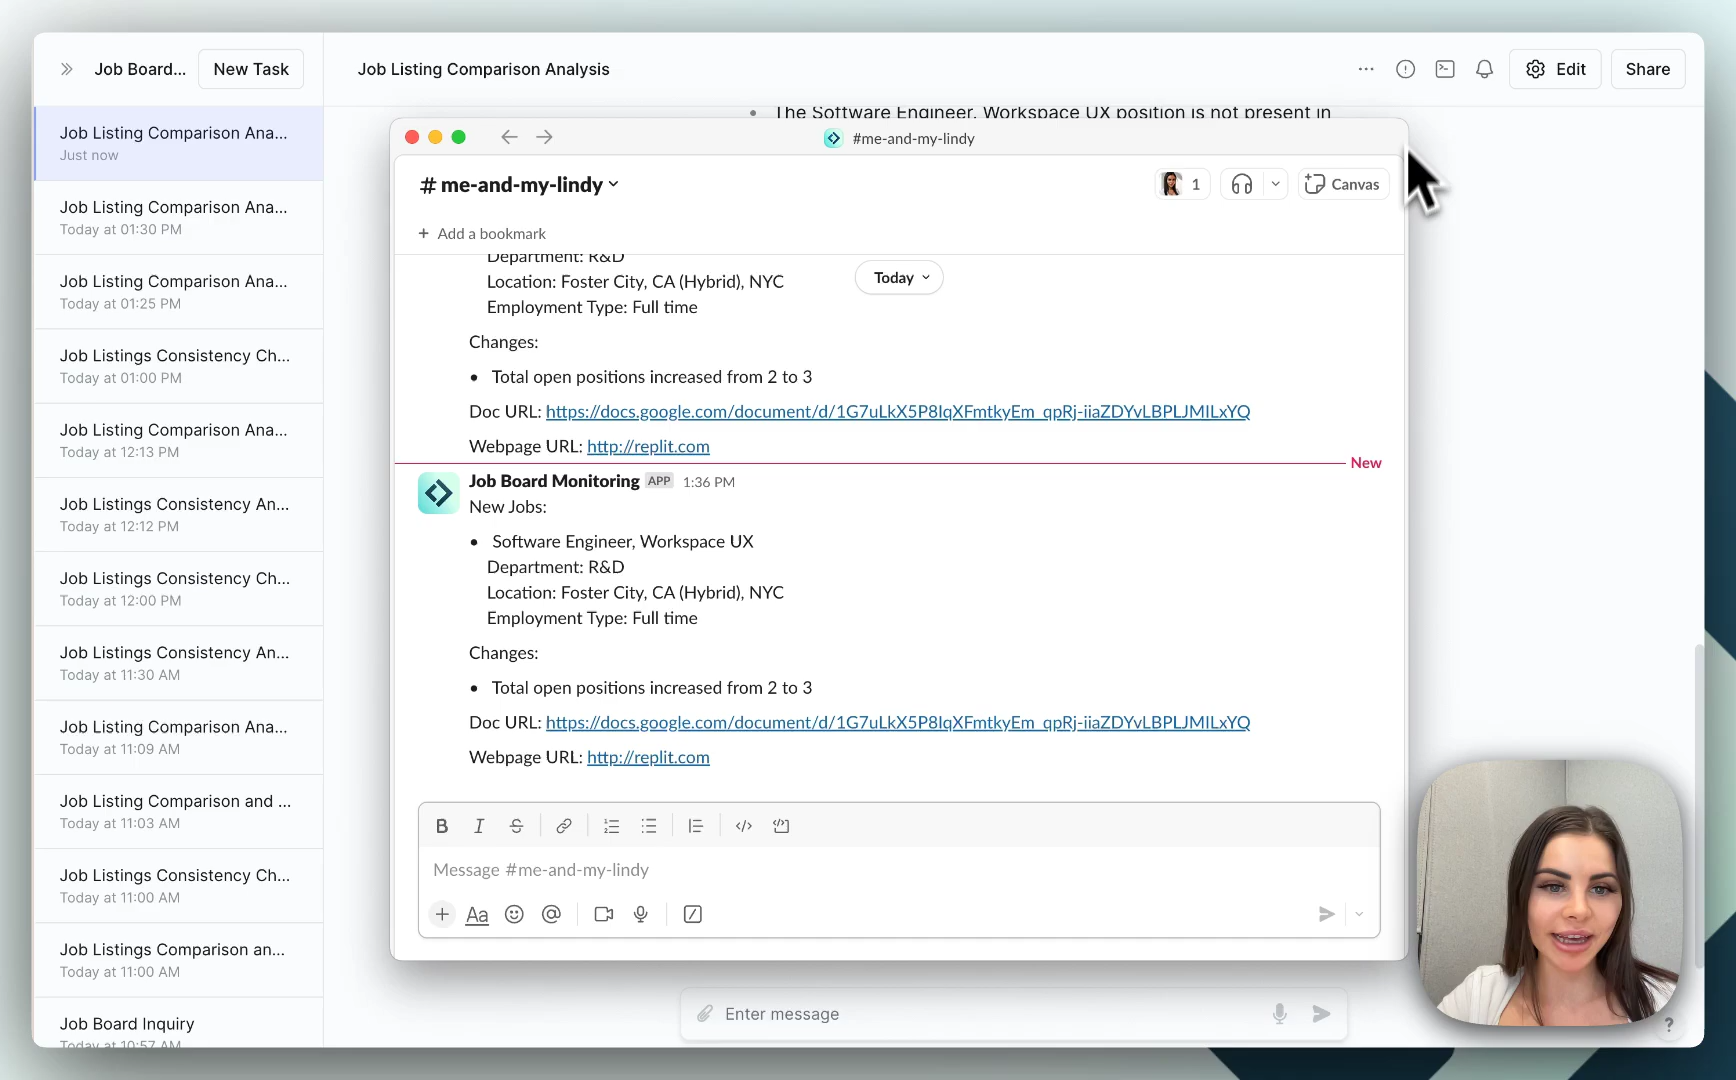 Job Board...
New Task
Job Listing Comparison Analysis
Edit
Share
Job Listing Comparison Ana...
Just now
Job Listing Comparison Ana...
Today at 01:30 PM
Job Listing Comparison Ana...
Today at 01:25 PM
Job Listings Consistency Ch...
Today at 01:00 PM
Job Listing Comparison Ana...
Today at 12:13 PM
Job Listings Consistency An...
Today at 12:12 PM
Job Listings Consistency Ch...
Today at 12:00 PM
Job Listings Consistency An...
Today at 11:30 AM
Job Listing Comparison Ana...
Today at 11:09 AM
Job Listing Comparison and ...
Today at 11:03 AM
Job Listings Consistency Ch...
Today at 11:00 AM
Job Listings Comparison an...
Today at 11:00 AM
Job Board Inquiry
Today at 10:57 AM
• The Software Engineer, Workspace UX position is not present in
#me-and-my-lindy
# me-and-my-lindy
1
Canvas
+ Add a bookmark
Department: R&D
Today
Location: Foster City, CA (Hybrid), NYC
Employment Type: Full time
Changes:
• Total open positions increased from 2 to 3
Doc URL: https://docs.google.com/document/d/1G7uLkX5P8IqXFmtkyEm_qpRj-iiaZDYvLBPLJMILxYQ
Webpage URL: http://replit.com
New
Job Board Monitoring APP 1:36 PM
New Jobs:
• Software Engineer, Workspace UX
Department: R&D
Location: Foster City, CA (Hybrid), NYC
Employment Type: Full time
Changes:
• Total open positions increased from 2 to 3
Doc URL: https://docs.google.com/document/d/1G7uLkX5P8IqXFmtkyEm_qpRj-iiaZDYvLBPLJMILxYQ
Webpage URL: http://replit.com
B I S
Message #me-and-my-lindy
+ Aa @
Enter message
?